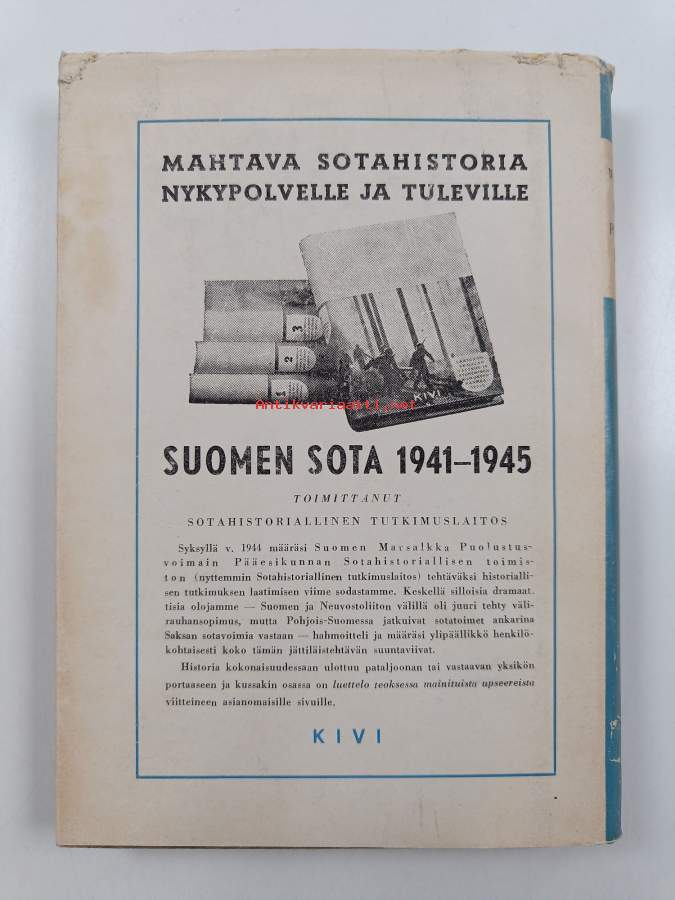 MAHTAVA SOTAHISTORIA
NYKYPOLVELLE JA TULEVILLE
3
2
1
KIVI
Antikvariaatti.net
SUOMEN SOTA 1941–1945
TOIMITTANUT
SOTAHISTORIALLINEN TUTKIMUSLAITOS
Syksyllä v. 1944 määräsi Suomen Marsalkka Puolustus-
voimain Pääesikunnan Sotahistoriallisen toimis-
ton (nyttemmin Sotahistoriallinen tutkimuslaitos) tehtäväksi historialli-
sen tutkimuksen laatimisen viime sodastamme. Keskellä silloisia dramaat.
tisia olojamme — Suomen ja Neuvostoliiton välillä oli juuri tehty väli-
rauhansopimus, mutta Pohjois-Suomessa jatkuivat sotatoimet ankarina
Saksan sotavoimia vastaan — hahmoitteli ja määräsi ylipäällikkö henkilö-
kohtaisesti koko tämän jättiläistehtävän suuntaviivat.
Historia kokonaisuudessaan ulottuu pataljoonan tai vastaavan yksikön
portaaseen ja kussakin osassa on luettelo teoksessa mainituista upseereista
viitteineen asianomaisille sivuille.
KIVI